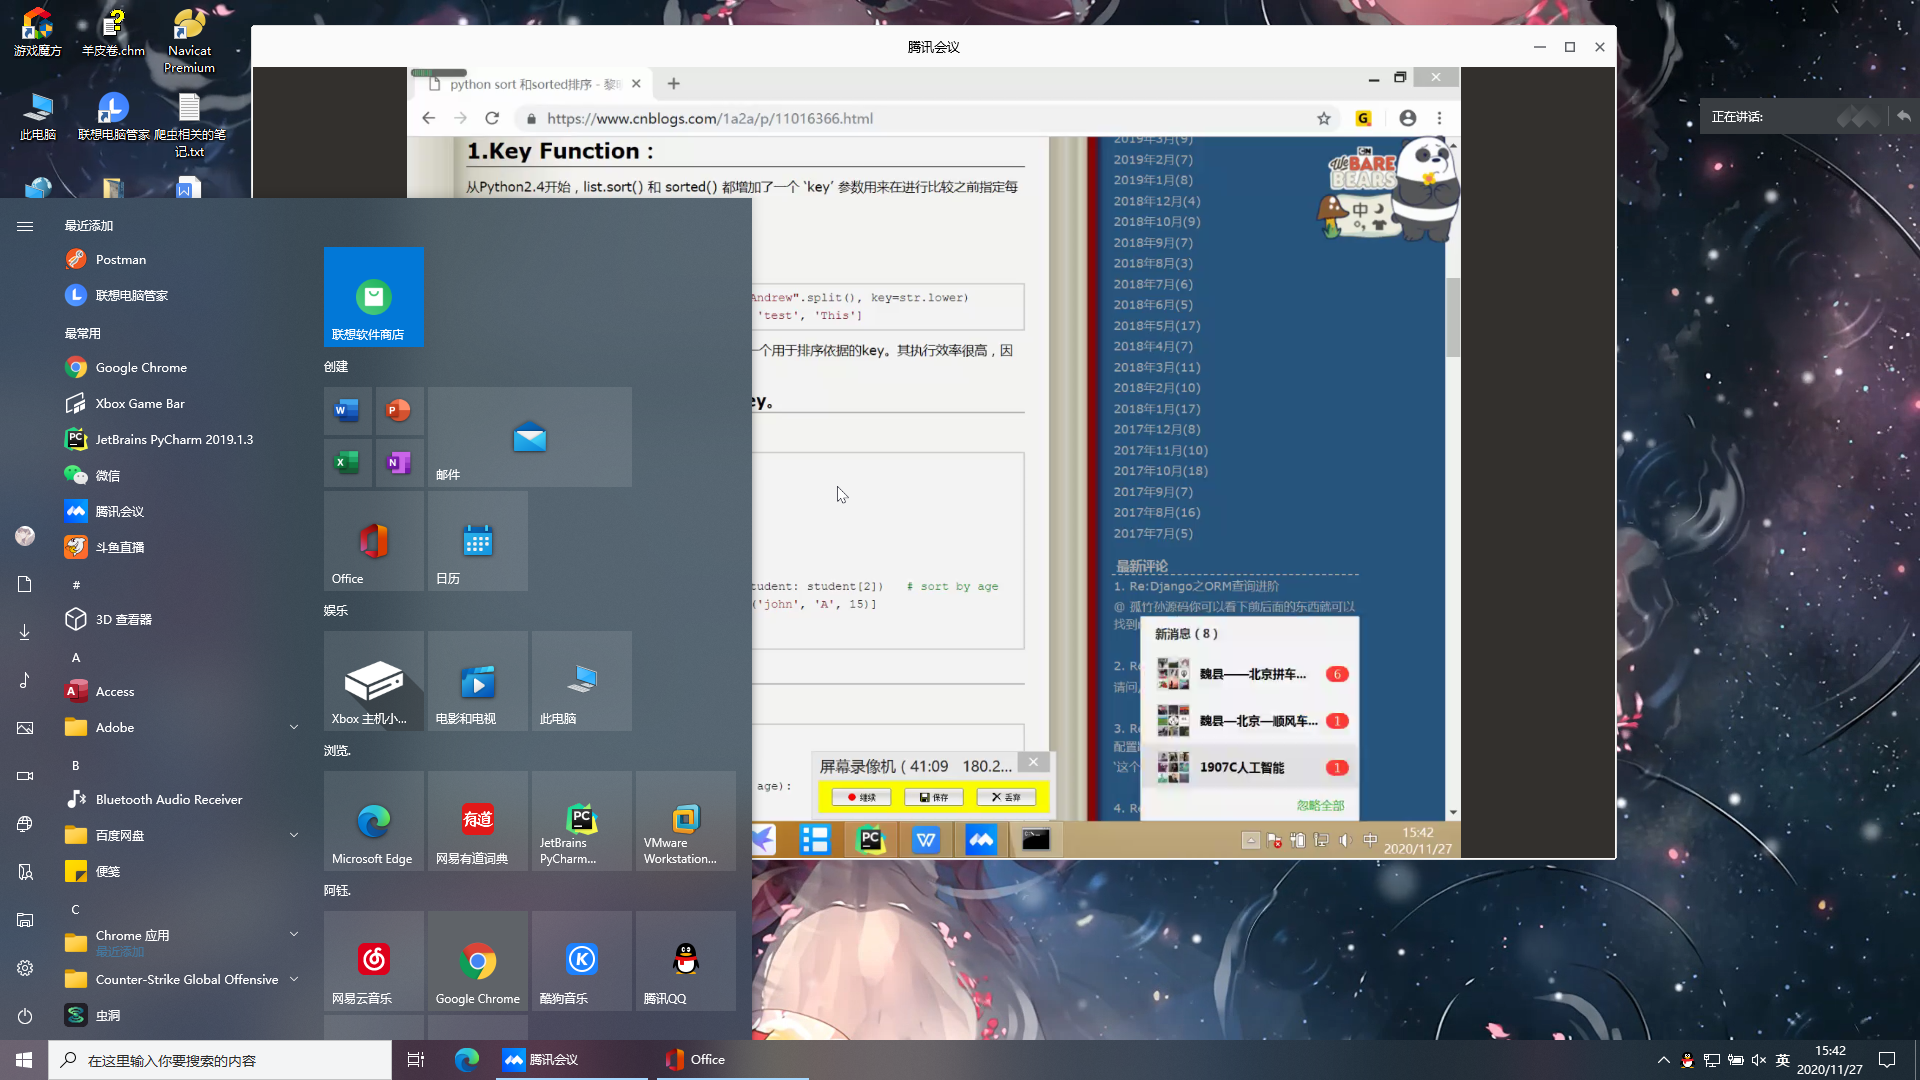 游戏魔方
羊皮卷.chm
Navicat
Premium
此电脑
联想电脑管家
爬虫相关的笔
记.txt
腾讯会议
python sort 和sorted排序 - 黎
https://www.cnblogs.com/1a2a/p/11016366.html
正在讲话:
1.Key Function :
从Python2.4开始，list.sort() 和 sorted() 都增加了一个 `key' 参数用来在进行比较之前指定每
Andrew".split(), key=str.lower)
'test', 'This']
一个用于排序依据的key。其执行效率很高，因
ey。
tudent: student[2])   # sort by age
('john', 'A', 15)]
age):
2019年3月(9)
2019年2月(7)
2019年1月(8)
2018年12月(4)
2018年10月(9)
2018年9月(7)
2018年8月(3)
2018年7月(6)
2018年6月(5)
2018年5月(17)
2018年4月(7)
2018年3月(11)
2018年2月(10)
2018年1月(17)
2017年12月(8)
2017年11月(10)
2017年10月(18)
2017年9月(7)
2017年8月(16)
2017年7月(5)
最新评论
1. Re:Django之ORM查询进阶
@ 孤竹孙源码你可以看下前后面的东西就可以
找到
2. Re
请问
3. Re
配置
'这个
4. Re
CN
We BARE
BEARS
中
新消息 ( 8 )
魏县——北京拼车... 6
魏县—北京—顺风车... 1
1907C人工智能 1
忽略全部
屏幕录像机 ( 41:09   180.2...
继续
保存
丢弃
中
15:42
2020/11/27
最近添加
Postman
联想电脑管家
最常用
Google Chrome
Xbox Game Bar
JetBrains PyCharm 2019.1.3
微信
腾讯会议
斗鱼直播
#
3D 查看器
A
Access
Adobe
B
Bluetooth Audio Receiver
百度网盘
便笺
C
Chrome 应用
最近添加
Counter-Strike Global Offensive
虫洞
联想软件商店
创建
邮件
Office
日历
娱乐
Xbox 主机小...
电影和电视
此电脑
浏览.
Microsoft Edge
有道
网易有道词典
JetBrains
PyCharm...
VMware
Workstation...
阿钰.
网易云音乐
Google Chrome
酷狗音乐
腾讯QQ
在这里输入你要搜索的内容
腾讯会议
Office
英
15:42
2020/11/27